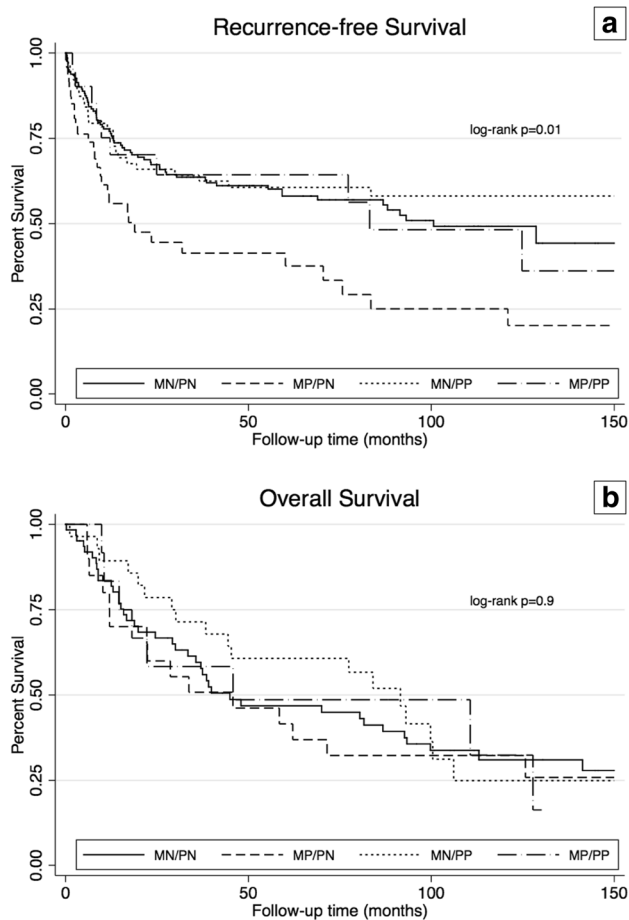 Recurrence-free Survival
a
Percent Survival
1.00
0.75
0.50
0.25
0.00
log-rank p=0.01
MN/PN MP/PN MN/PP MP/PP
0 50 100 150
Follow-up time (months)
Overall Survival
b
Percent Survival
1.00
0.75
0.50
0.25
0.00
log-rank p=0.9
MN/PN MP/PN MN/PP MP/PP
0 50 100 150
Follow-up time (months)